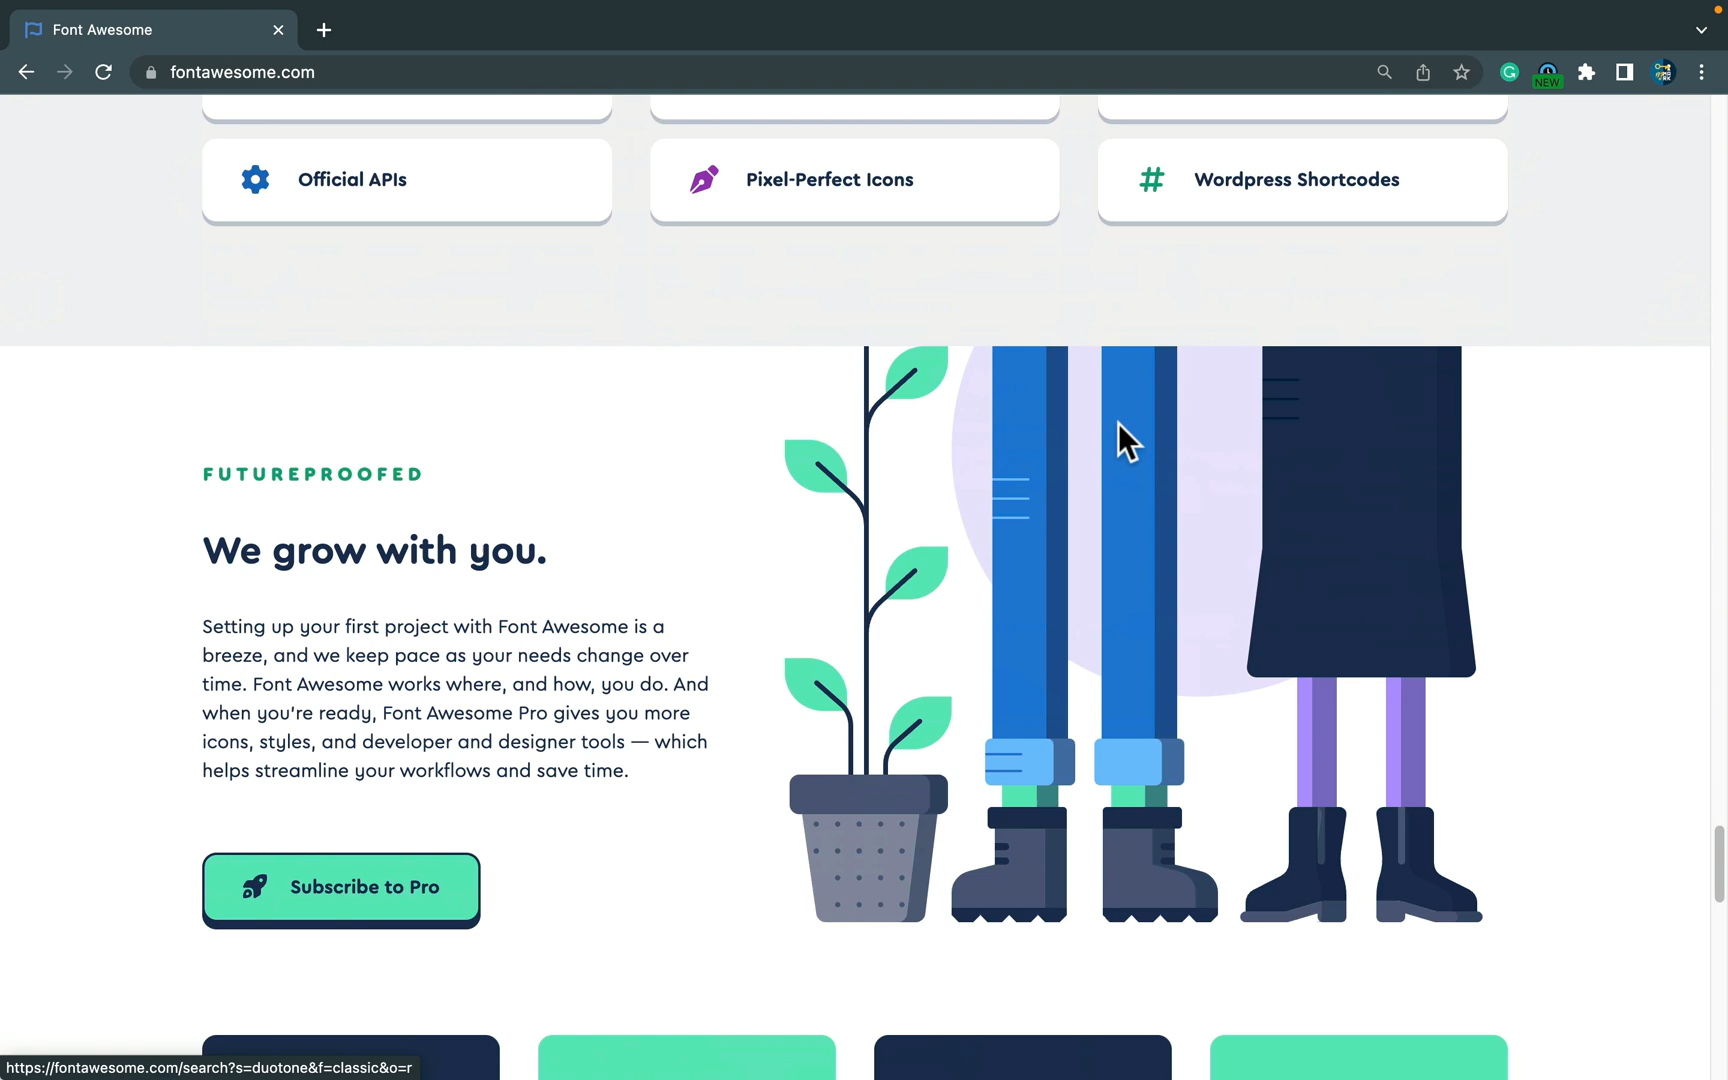 Font Awesome
fontawesome.com
NEW
Official APIs
Pixel-Perfect Icons
Wordpress Shortcodes
FUTUREPROOFED
We grow with you.
Setting up your first project with Font Awesome is a
breeze, and we keep pace as your needs change over
time. Font Awesome works where, and how, you do. And
when you're ready, Font Awesome Pro gives you more
icons, styles, and developer and designer tools — which
helps streamline your workflows and save time.
Subscribe to Pro
https://fontawesome.com/search?s=duotone&f=classic&o=r